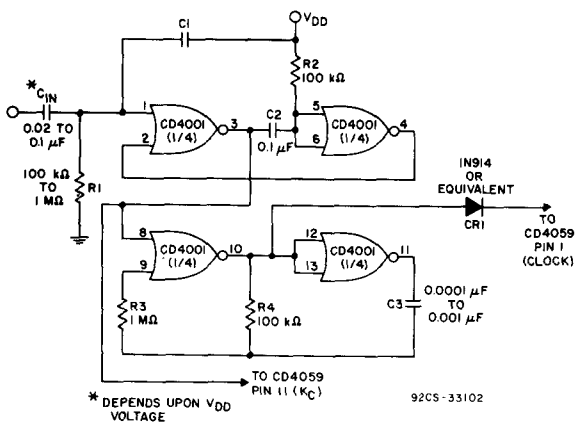 C1
VDD
R2
100 kΩ
*CIN
0.02 TO
0.1 µF
1
2
CD4001
(1/4)
3
C2
0.1 µF
5
6
CD4001
(1/4)
4
100 kΩ
TO
1 MΩ
R1
IN914
OR
EQUIVALENT
CR1
TO
CD4059
PIN 1
(CLOCK)
8
9
CD4001
(1/4)
10
12
13
CD4001
(1/4)
11
R3
1 MΩ
R4
100 kΩ
C3
0.0001 µF
TO
0.001 µF
TO CD4059
PIN 11 (KC)
* DEPENDS UPON VDD
VOLTAGE
92CS-33102